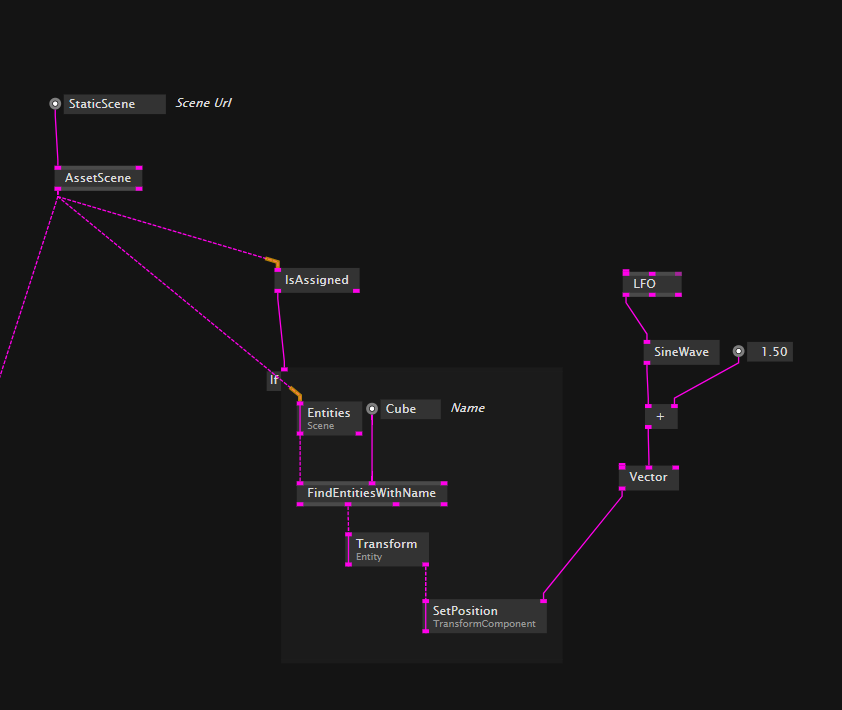 StaticScene
Scene Url
AssetScene
IsAssigned
LFO
SineWave
1.50
If
Entities
Scene
Cube
Name
+
FindEntitiesWithName
Vector
Transform
Entity
SetPosition
TransformComponent